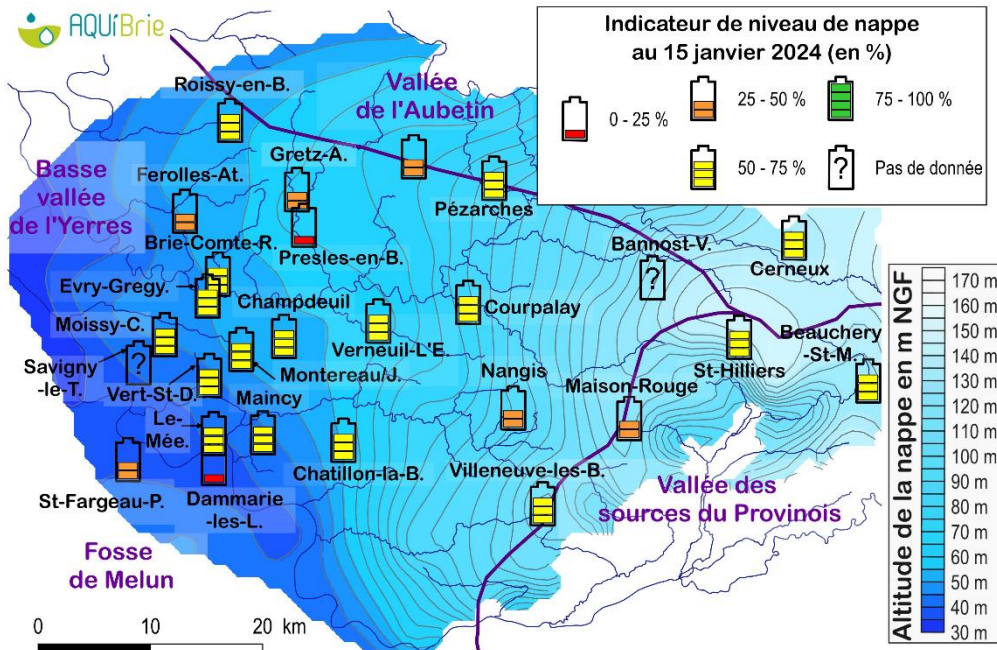 AQUíBrie
Indicateur de niveau de nappe
au 15 janvier 2024 (en %)
0 - 25 %
25 - 50 %
75 - 100 %
50 - 75 %
?
Pas de donnée
Roissy-en-B.
Vallée
de l'Aubetin
Gretz-A.
Basse
vallée
de l'Yerres
Ferolles-At.
Pézarches
Brie-Comte-R.
Presles-en-B.
Bannost-V.
?
Cerneux
Evry-Gregy.
Champdeuil
Courpalay
Moissy-C.
Verneuil-L'E.
Beauchery
-St-M.
Savigny
-le-T.
?
Montereau/J.
St-Hilliers
Vert-St-D.
Maincy
Nangis
Maison-Rouge
Le-
Mée.
Chatillon-la-B.
Villeneuve-les-B.
St-Fargeau-P.
Dammarie
-les-L.
Vallée des
sources du Provinois
Fosse
de Melun
0 10 20 km
Altitude de la nappe en m NGF
170 m
160 m
150 m
140 m
130 m
120 m
110 m
100 m
90 m
80 m
70 m
60 m
50 m
40 m
30 m